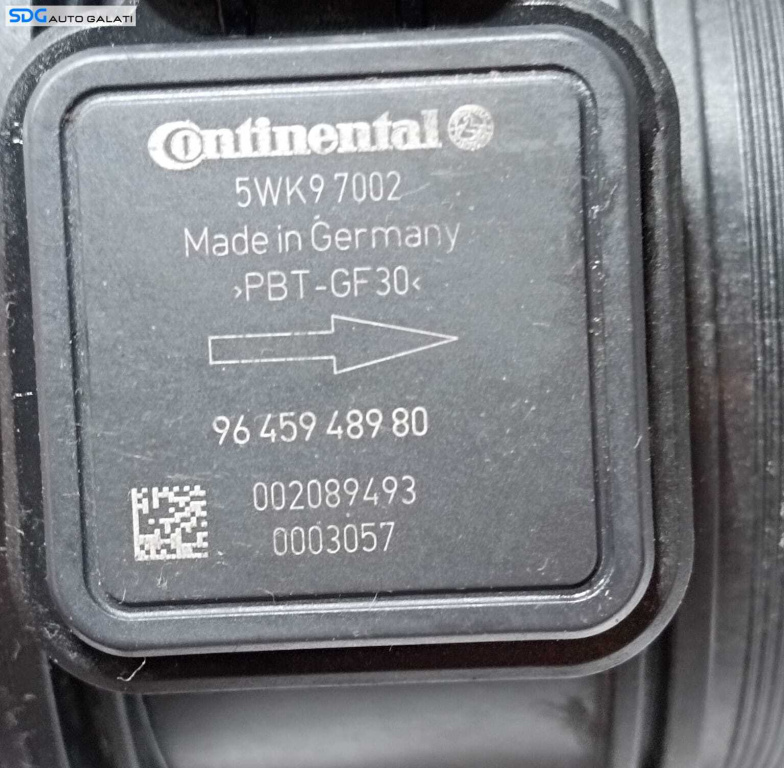 SDG AUTO GALATI
Continental
5WK9 7002
Made in Germany
›PBT-GF30‹
96 459 489 80
002089493
0003057